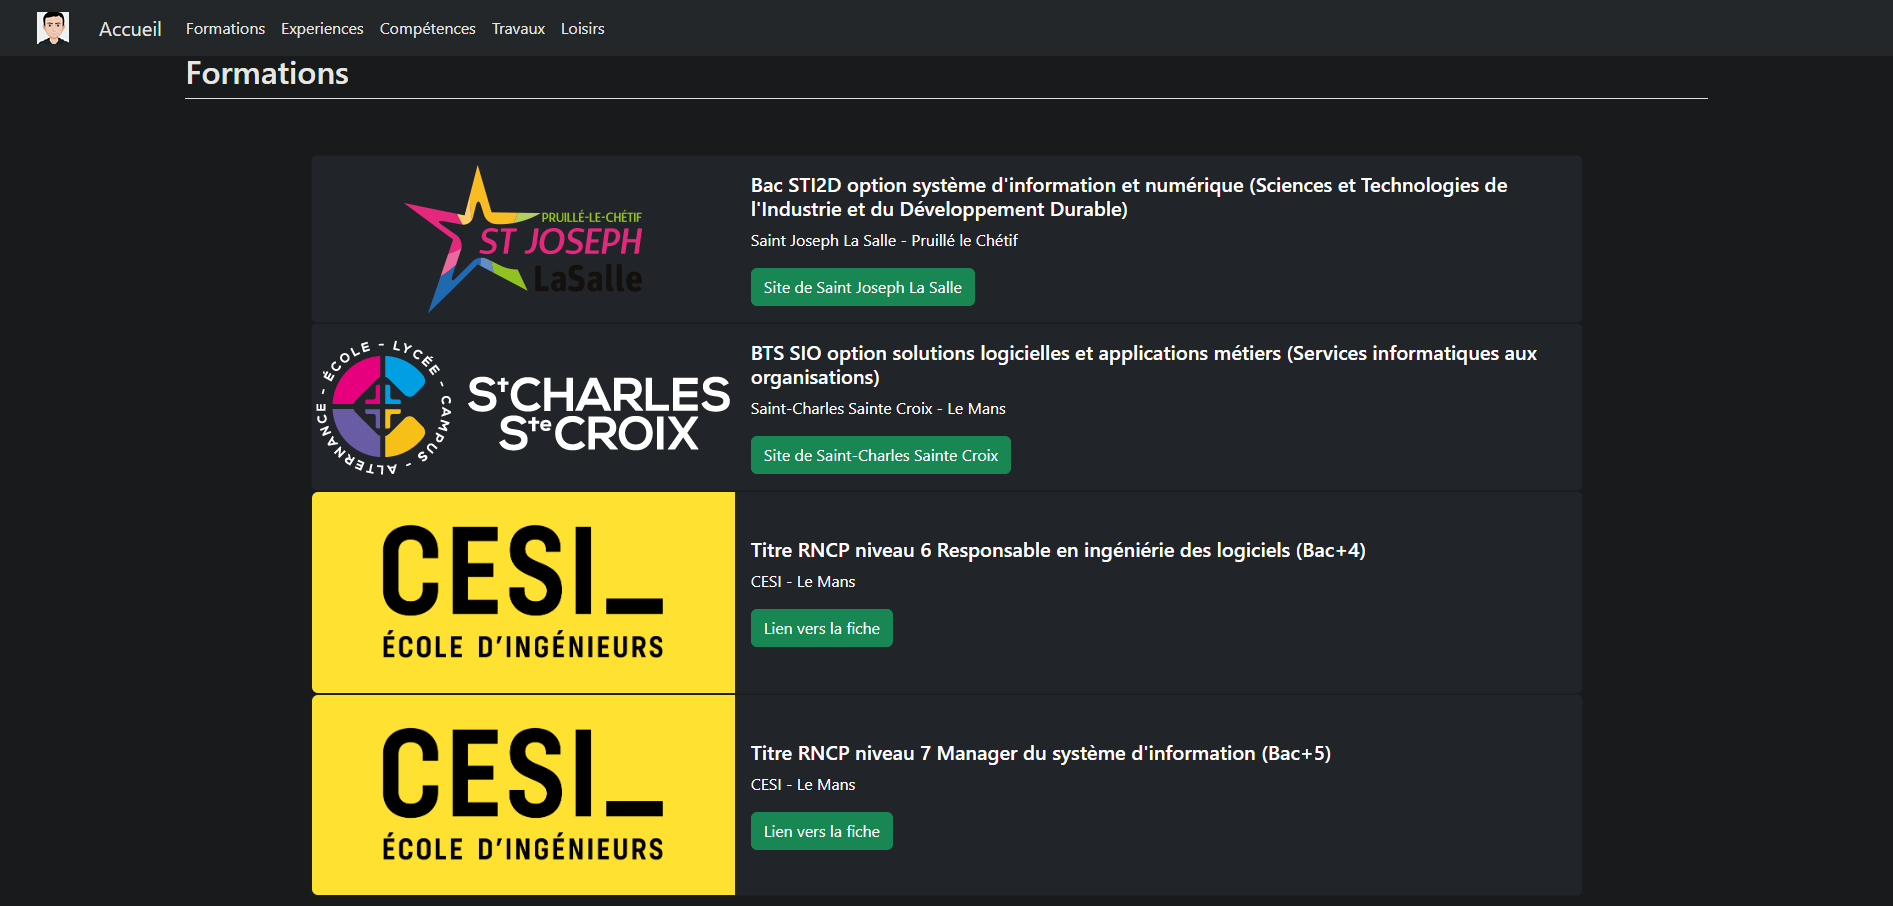 Accueil Formations Experiences Compétences Travaux Loisirs
Formations
PRUILLÉ-LE-CHÉTIF
ST JOSEPH
LaSalle
Bac STI2D option système d'information et numérique (Sciences et Technologies de
l'Industrie et du Développement Durable)
Saint Joseph La Salle - Pruillé le Chétif
Site de Saint Joseph La Salle
ÉCOLE - LYCÉE - CAMPUS - ALTERNANCE -
StCHARLES
SteCROIX
BTS SIO option solutions logicielles et applications métiers (Services informatiques aux
organisations)
Saint-Charles Sainte Croix - Le Mans
Site de Saint-Charles Sainte Croix
CESI_
ÉCOLE D'INGÉNIEURS
Titre RNCP niveau 6 Responsable en ingéniérie des logiciels (Bac+4)
CESI - Le Mans
Lien vers la fiche
CESI_
ÉCOLE D'INGÉNIEURS
Titre RNCP niveau 7 Manager du système d'information (Bac+5)
CESI - Le Mans
Lien vers la fiche